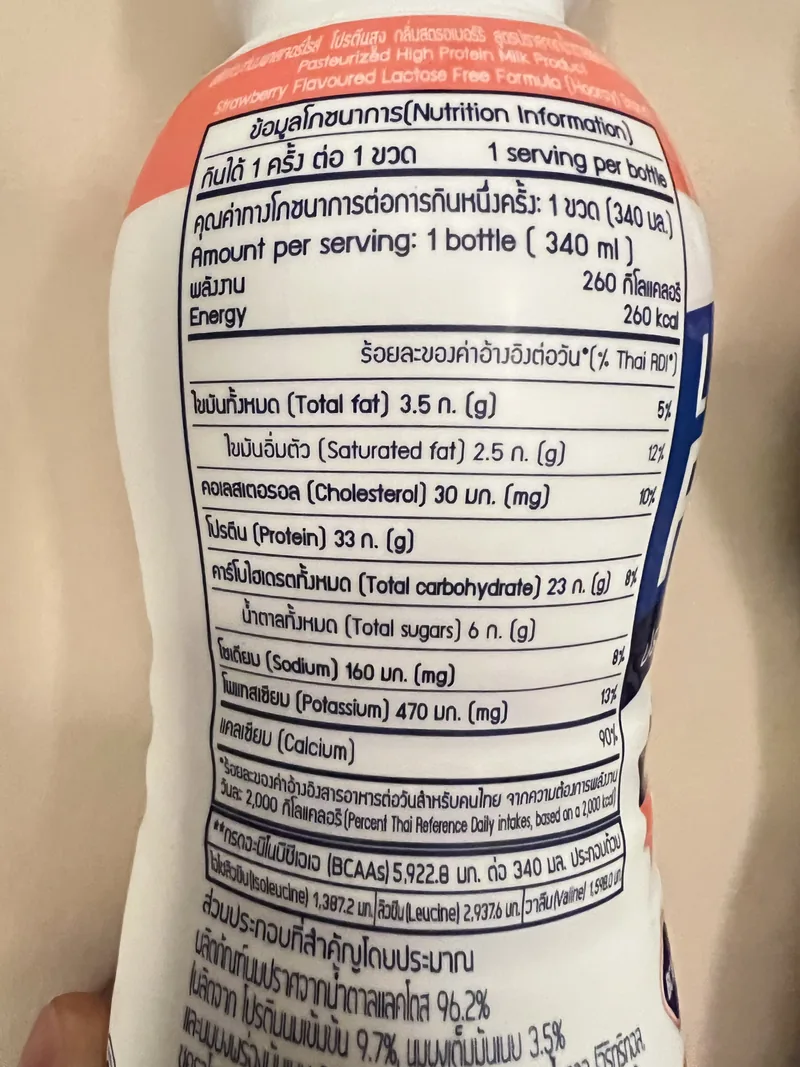 โปรตีนสูง กลิ่นสตรอเบอร์รี
Pasteurized High Protein Milk Product
Strawberry Flavoured Lactose Free Formula
ข้อมูลโภชนาการ(Nutrition Information)
กินได้ 1 ครั้ง ต่อ 1 ขวด 1 serving per bottle
คุณค่าทางโภชนาการต่อการกินหนึ่งครั้ง: 1 ขวด (340 มล.)
Amount per serving: 1 bottle ( 340 ml )
พลังงาน 260 กิโลแคลอรี
Energy 260 kcal
ร้อยละของค่าอ้างอิงต่อวัน*(% Thai RDI*)
ไขมันทั้งหมด (Total fat) 3.5 ก. (g) 5%
ไขมันอิ่มตัว (Saturated fat) 2.5 ก. (g) 12%
คอเลสเตอรอล (Cholesterol) 30 มก. (mg) 10%
โปรตีน (Protein) 33 ก. (g)
คาร์โบไฮเดรตทั้งหมด (Total carbohydrate) 23 ก. (g) 8%
น้ำตาลทั้งหมด (Total sugars) 6 ก. (g)
โซเดียม (Sodium) 160 มก. (mg) 8%
โพแทสเซียม (Potassium) 470 มก. (mg) 13%
แคลเซียม (Calcium) 90%
*ร้อยละของค่าอ้างอิงสารอาหารต่อวันสำหรับคนไทย จากความต้องการพลังงาน
วันละ 2,000 กิโลแคลอรี (Percent Thai Reference Daily intakes, based on a 2,000 kcal)
**กรดอะมิโนบีซีเอเอ (BCAAs) 5,922.8 มก. ต่อ 340 มล. ประกอบด้วย
ไอโซลิวซีน(Isoleucine) 1,387.2 มก. ลิวซีน(Leucine) 2,937.6 มก. วาลีน(Valine) 1,598.0 มก.
ส่วนประกอบที่สำคัญโดยประมาณ
ผลิตภัณฑ์นมปราศจากน้ำตาลแลคโตส 96.2%
(ผลิตจาก โปรตีนนมเข้มข้น 9.7%, นมผงเต็มมันเนย 3.5%